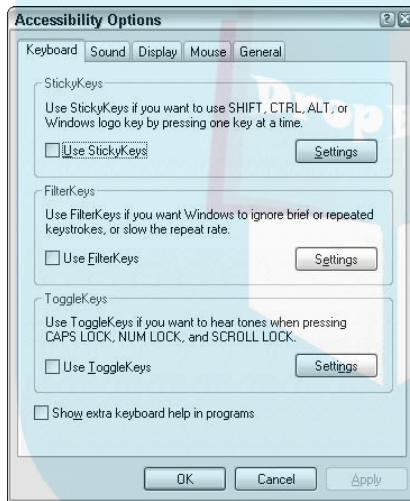 Accessibility Options
Keyboard Sound Display Mouse General
StickyKeys
Use StickyKeys if you want to use SHIFT, CTRL, ALT, or
Windows logo key by pressing one key at a time.
Use StickyKeys Settings
FilterKeys
Use FilterKeys if you want Windows to ignore brief or repeated
keystrokes, or slow the repeat rate.
Use FilterKeys Settings
ToggleKeys
Use ToggleKeys if you want to hear tones when pressing
CAPS LOCK, NUM LOCK, and SCROLL LOCK.
Use ToggleKeys Settings
Show extra keyboard help in programs
OK Cancel Apply